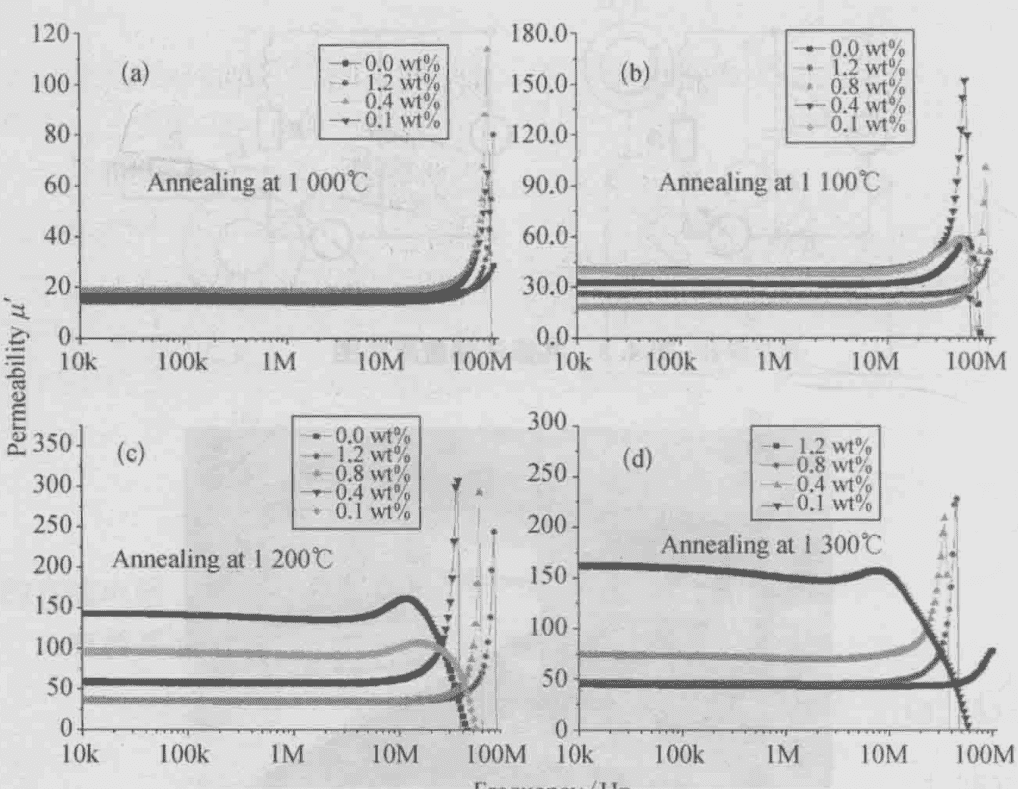 Permeability μ′
120
100
80
60
40
20
0
(a)
0.0 wt%
1.2 wt%
0.4 wt%
0.1 wt%
Annealing at 1 000℃
10k 100k 1M 10M 100M
180.0
150.0
120.0
90.0
60.0
30.0
0.0
(b)
0.0 wt%
1.2 wt%
0.8 wt%
0.4 wt%
0.1 wt%
Annealing at 1 100℃
10k 100k 1M 10M 100M
350
300
250
200
150
100
50
0
(c)
0.0 wt%
1.2 wt%
0.8 wt%
0.4 wt%
0.1 wt%
Annealing at 1 200℃
10k 100k 1M 10M 100M
300
250
200
150
100
50
0
(d)
1.2 wt%
0.8 wt%
0.4 wt%
0.1 wt%
Annealing at 1 300℃
10k 100k 1M 10M 100M
Frequency/Hz